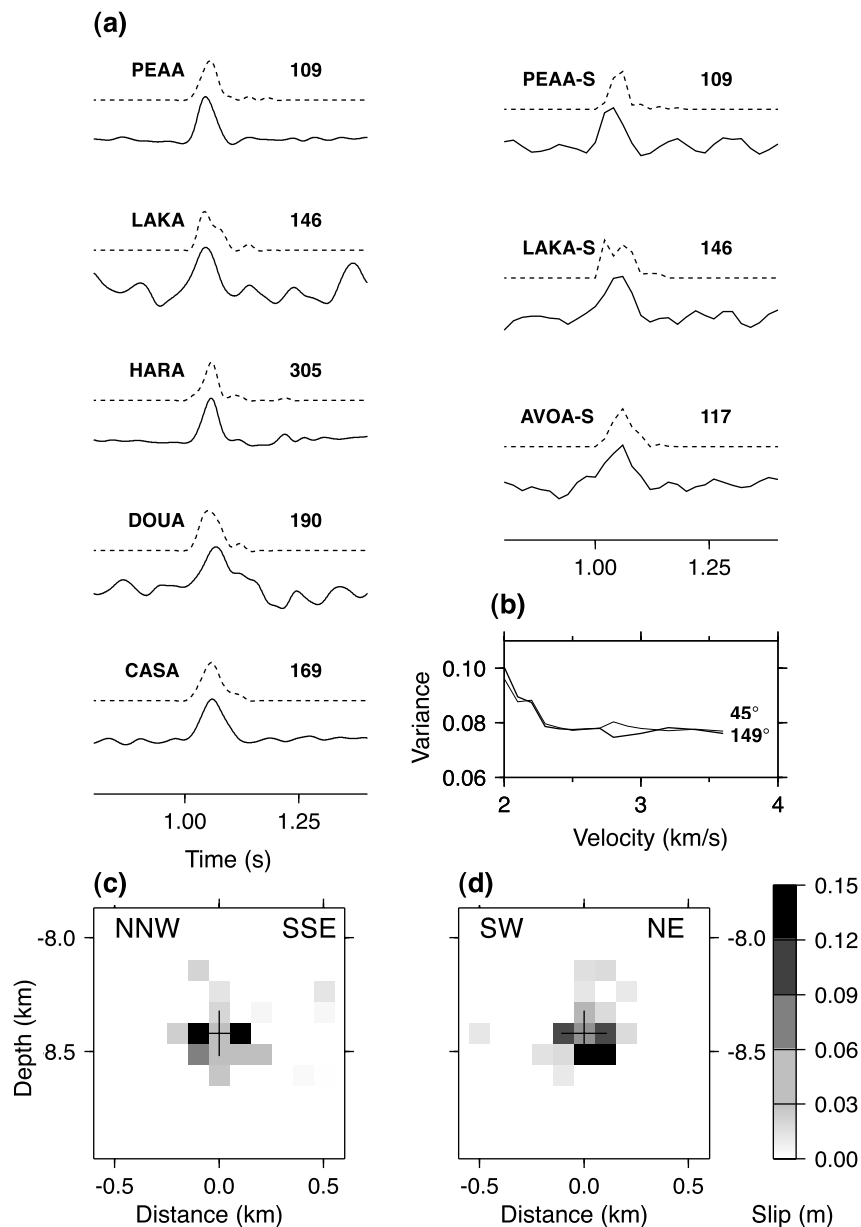 (a)
PEAA 109
LAKA 146
HARA 305
DOUA 190
CASA 169
1.00 1.25
Time (s)
PEAA-S 109
LAKA-S 146
AVOA-S 117
1.00 1.25
(b)
0.10
0.08
0.06
Variance
45°
149°
2 3 4
Velocity (km/s)
(c)
NNW SSE
-8.0
-8.5
Depth (km)
-0.5 0.0 0.5
Distance (km)
(d)
SW NE
-8.0
-8.5
-0.5 0.0 0.5
Distance (km)
0.15
0.12
0.09
0.06
0.03
0.00
Slip (m)